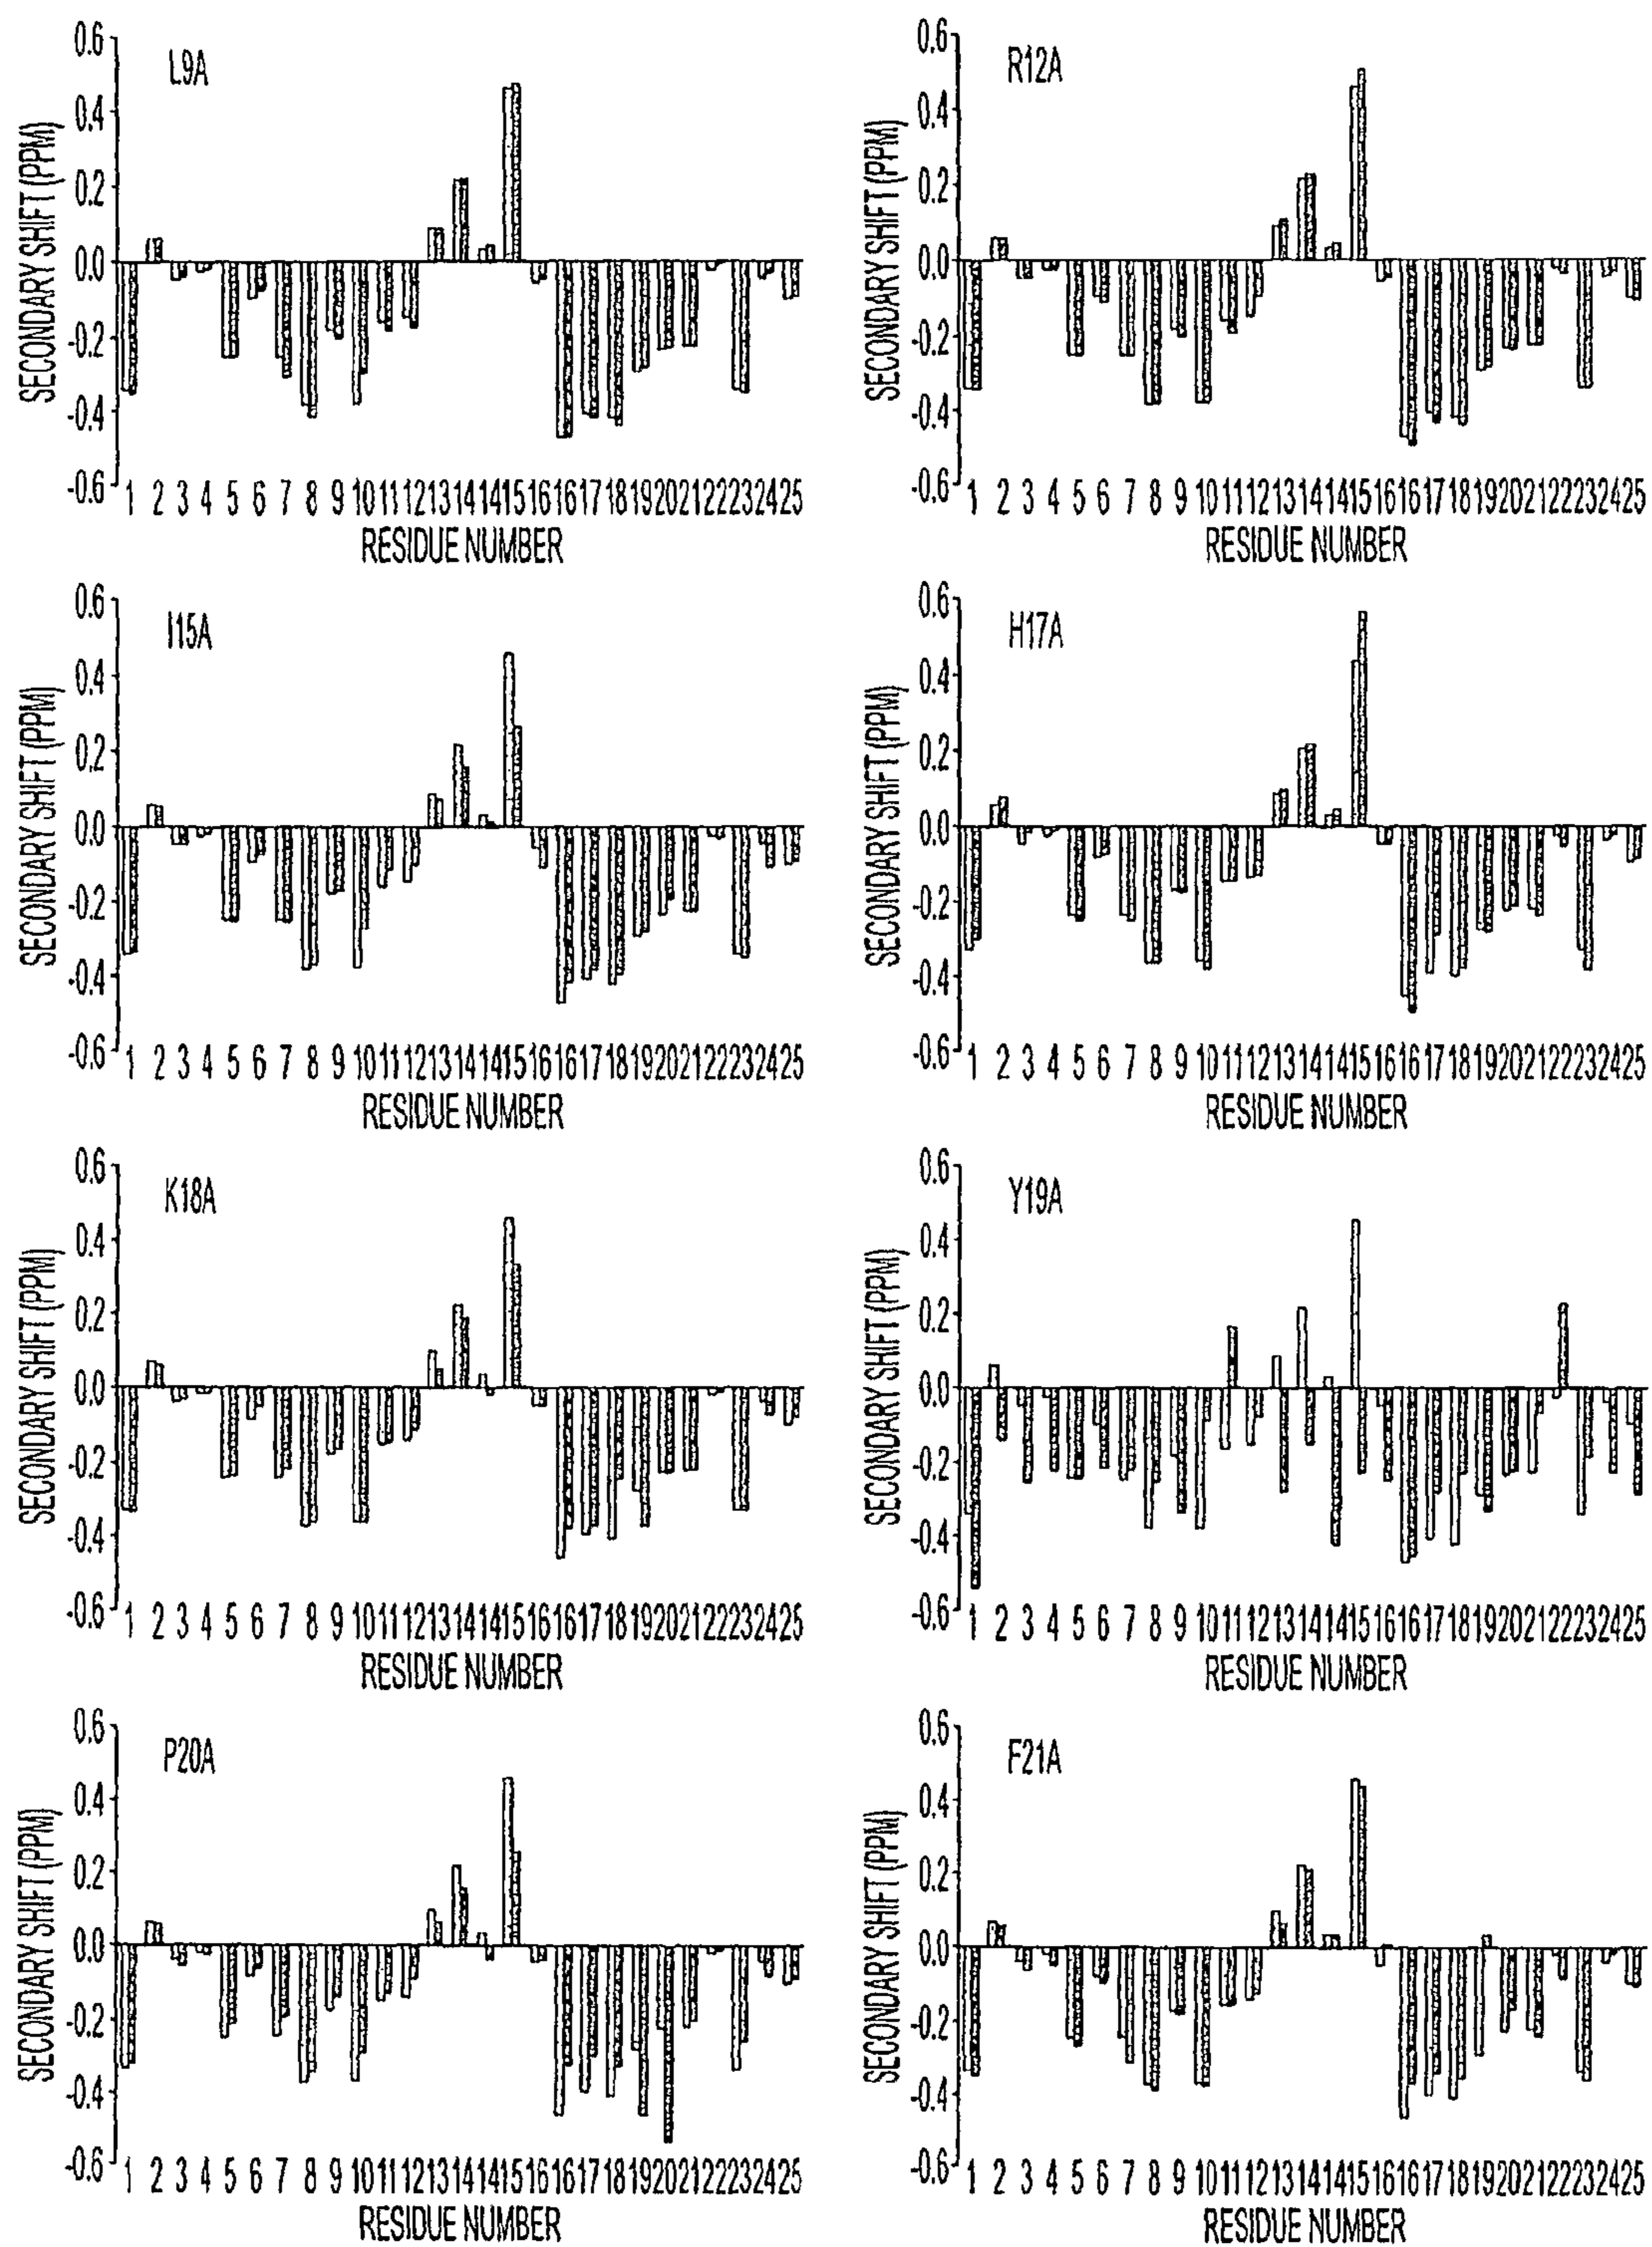 L9A
SECONDARY SHIFT (PPM)
0.6
0.4
0.2
0.0
-0.2
-0.4
-0.6
1 2 3 4 5 6 7 8 9 10 11 12 13 14 14 15 16 16 17 18 19 20 21 22 23 24 25
RESIDUE NUMBER
R12A
SECONDARY SHIFT (PPM)
0.6
0.4
0.2
0.0
-0.2
-0.4
-0.6
1 2 3 4 5 6 7 8 9 10 11 12 13 14 14 15 16 16 17 18 19 20 21 22 23 24 25
RESIDUE NUMBER
I15A
SECONDARY SHIFT (PPM)
0.6
0.4
0.2
0.0
-0.2
-0.4
-0.6
1 2 3 4 5 6 7 8 9 10 11 12 13 14 14 15 16 16 17 18 19 20 21 22 23 24 25
RESIDUE NUMBER
H17A
SECONDARY SHIFT (PPM)
0.6
0.4
0.2
0.0
-0.2
-0.4
-0.6
1 2 3 4 5 6 7 8 9 10 11 12 13 14 14 15 16 16 17 18 19 20 21 22 23 24 25
RESIDUE NUMBER
K18A
SECONDARY SHIFT (PPM)
0.6
0.4
0.2
0.0
-0.2
-0.4
-0.6
1 2 3 4 5 6 7 8 9 10 11 12 13 14 14 15 16 16 17 18 19 20 21 22 23 24 25
RESIDUE NUMBER
Y19A
SECONDARY SHIFT (PPM)
0.6
0.4
0.2
0.0
-0.2
-0.4
-0.6
1 2 3 4 5 6 7 8 9 10 11 12 13 14 14 15 16 16 17 18 19 20 21 22 23 24 25
RESIDUE NUMBER
P20A
SECONDARY SHIFT (PPM)
0.6
0.4
0.2
0.0
-0.2
-0.4
-0.6
1 2 3 4 5 6 7 8 9 10 11 12 13 14 14 15 16 16 17 18 19 20 21 22 23 24 25
RESIDUE NUMBER
F21A
SECONDARY SHIFT (PPM)
0.6
0.4
0.2
0.0
-0.2
-0.4
-0.6
1 2 3 4 5 6 7 8 9 10 11 12 13 14 14 15 16 16 17 18 19 20 21 22 23 24 25
RESIDUE NUMBER